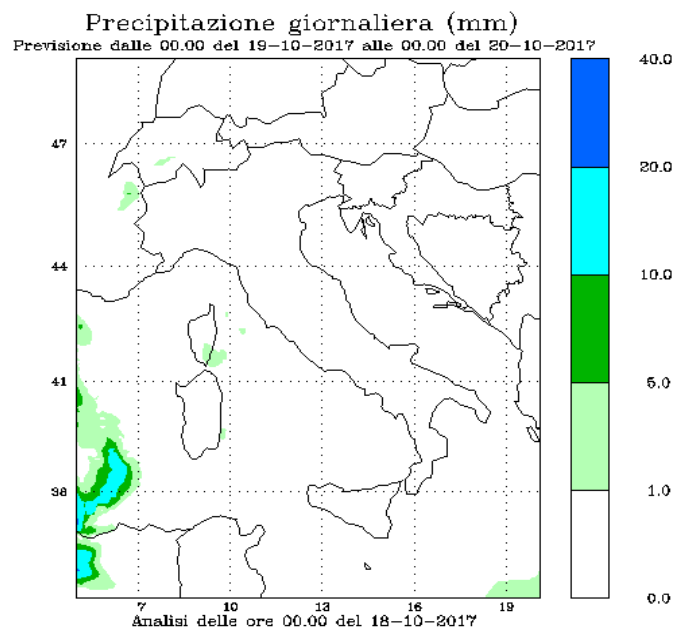 Precipitazione giornaliera (mm)
Previsione dalle 00.00 del 19-10-2017 alle 00.00 del 20-10-2017
40.0
47
20.0
44
10.0
41
5.0
38
1.0
0.0
7 10 13 16 19
Analisi delle ore 00.00 del 18-10-2017